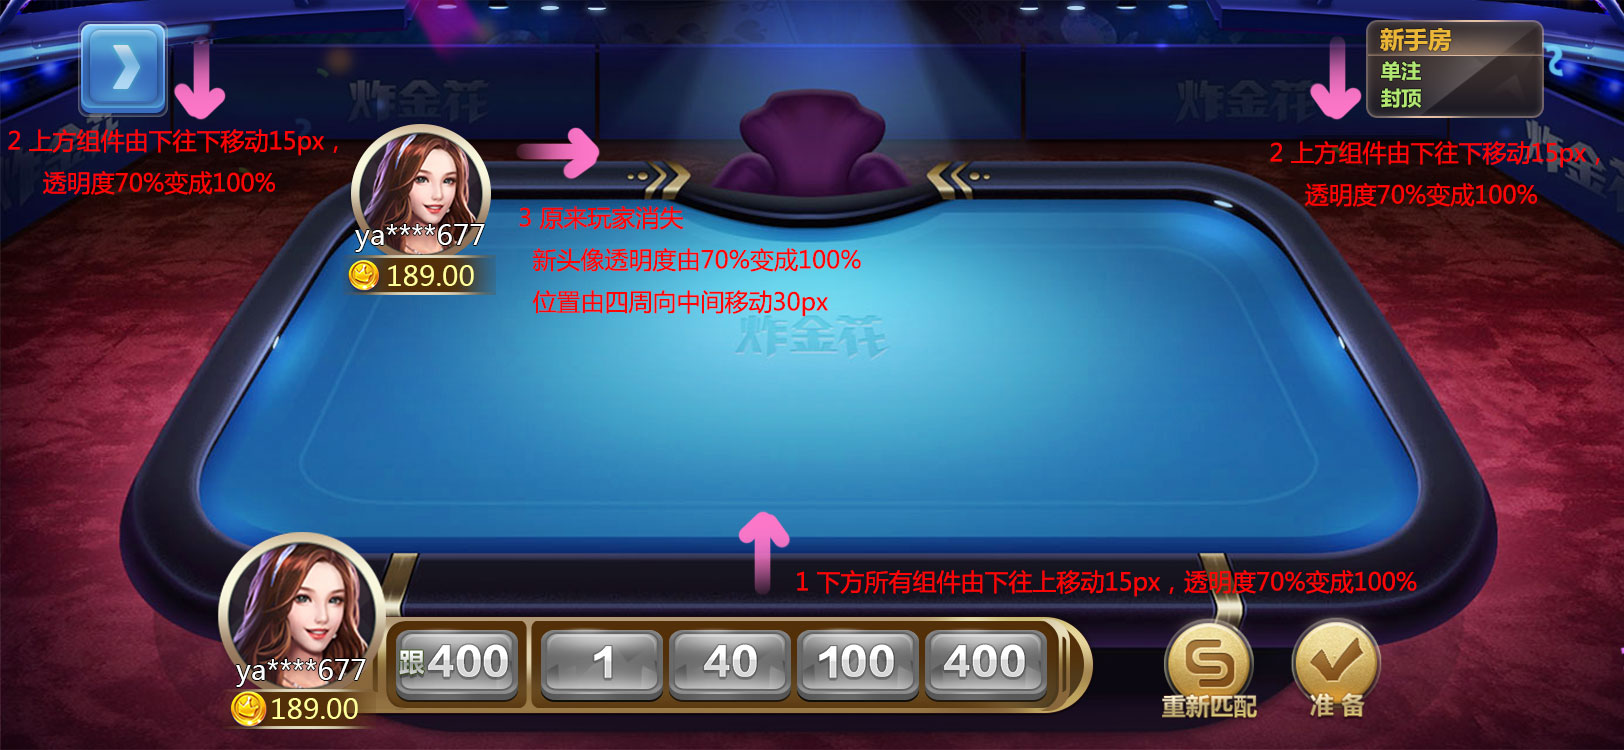 新手房
单注
封顶
炸金花
炸金花
炸金花
2 上方组件由下往下移动15px，
透明度70%变成100%
2 上方组件由下往下移动15px，
透明度70%变成100%
ya****677
189.00
3 原来玩家消失
新头像透明度由70%变成100%
位置由四周向中间移动30px
炸金花
1 下方所有组件由下往上移动15px，透明度70%变成100%
ya****677
189.00
跟400
1
40
100
400
重新匹配
准备